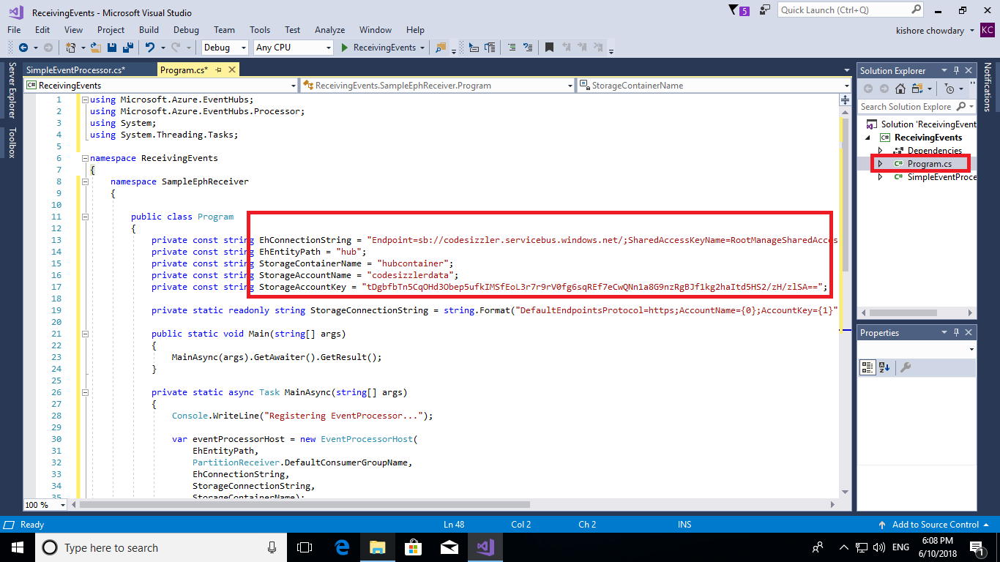 ReceivingEvents - Microsoft Visual Studio
5
Quick Launch (Ctrl+Q)
File Edit View Project Build Debug Team Tools Test Analyze Window Help
kishore chowdary
KC
Debug
Any CPU
ReceivingEvents
Server Explorer
Toolbox
SimpleEventProcessor.cs*
Program.cs*
ReceivingEvents
ReceivingEvents.SampleEphReceiver.Program
StorageContainerName
1 using Microsoft.Azure.EventHubs;
2 using Microsoft.Azure.EventHubs.Processor;
3 using System;
4 using System.Threading.Tasks;
5
6 namespace ReceivingEvents
7 {
8 namespace SampleEphReceiver
9 {
10
11 public class Program
12 {
13 private const string EhConnectionString = "Endpoint=sb://codesizzler.servicebus.windows.net/;SharedAccessKeyName=RootManageSharedAcces
14 private const string EhEntityPath = "hub";
15 private const string StorageContainerName = "hubcontainer";
16 private const string StorageAccountName = "codesizzlerdata";
17 private const string StorageAccountKey = "tDgbfbTn5CqOHd3Obep5ufkIMSfEoL3r7r9rV0fg6sqREf7eCwQNn1a8G9nzRgBJf1kg2haItd5HS2/zH/zlSA==";
18
19 private static readonly string StorageConnectionString = string.Format("DefaultEndpointsProtocol=https;AccountName={0};AccountKey={1}"
20
21 public static void Main(string[] args)
22 {
23 MainAsync(args).GetAwaiter().GetResult();
24 }
25
26 private static async Task MainAsync(string[] args)
27 {
28 Console.WriteLine("Registering EventProcessor...");
29
30 var eventProcessorHost = new EventProcessorHost(
31 EhEntityPath,
32 PartitionReceiver.DefaultConsumerGroupName,
33 EhConnectionString,
34 StorageConnectionString,
35 StorageContainerName);
100 %
Solution Explorer
Search Solution Explore
Solution 'ReceivingEvent
ReceivingEvents
Dependencies
Program.cs
SimpleEventProce
Properties
Notifications
Ready
Ln 48
Col 2
Ch 2
INS
Add to Source Control
Type here to search
ENG
6:08 PM
6/10/2018
1